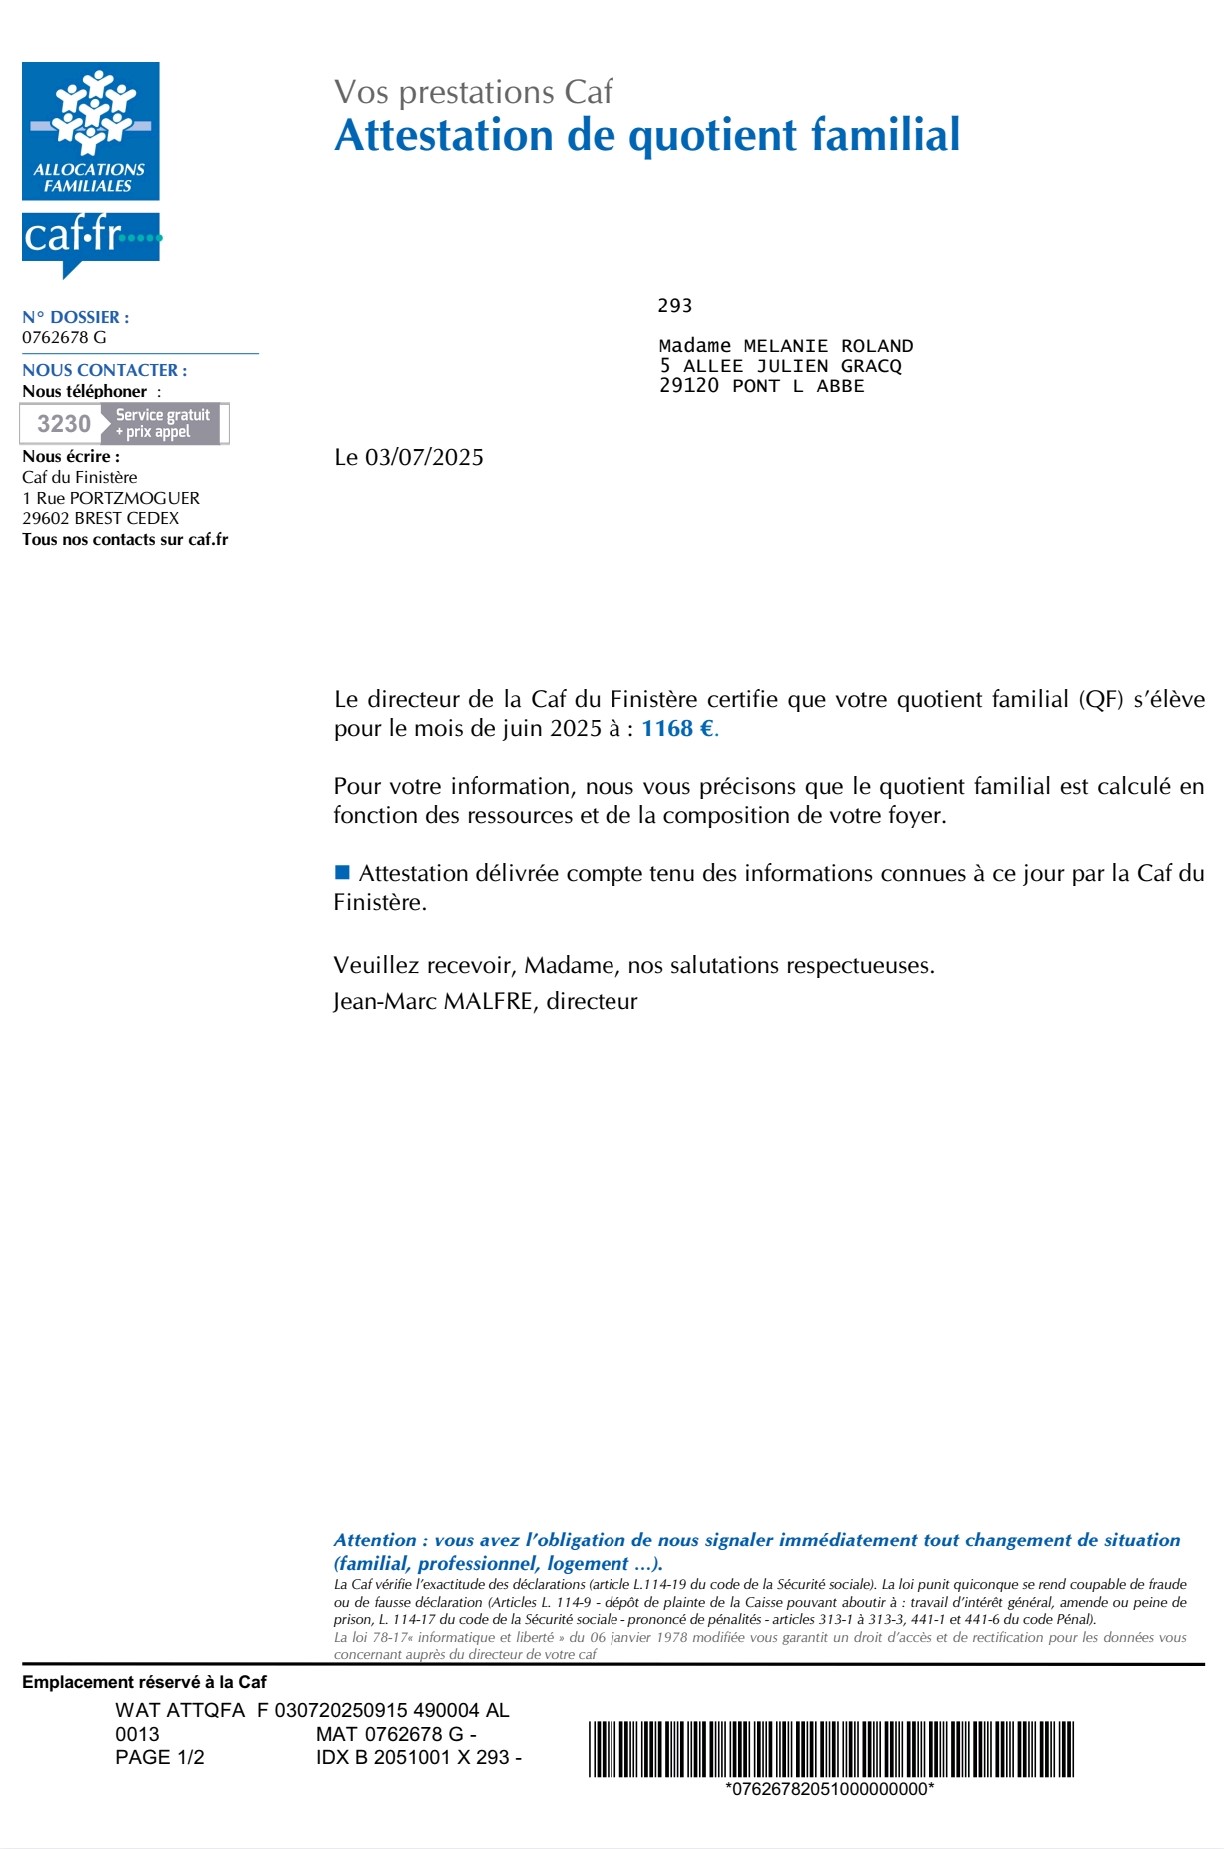 ALLOCATIONS
FAMILIALES
caf.fr
Vos prestations Caf
Attestation de quotient familial
N° DOSSIER :
0762678 G
NOUS CONTACTER :
Nous téléphoner :
3230 Service gratuit
+ prix appel
Nous écrire :
Caf du Finistère
1 Rue PORTZMOGUER
29602 BREST CEDEX
Tous nos contacts sur caf.fr
293
Madame MELANIE ROLAND
5 ALLEE JULIEN GRACQ
29120 PONT L ABBE
Le 03/07/2025
Le directeur de la Caf du Finistère certifie que votre quotient familial (QF) s’élève
pour le mois de juin 2025 à : 1168 €.
Pour votre information, nous vous précisons que le quotient familial est calculé en
fonction des ressources et de la composition de votre foyer.
■ Attestation délivrée compte tenu des informations connues à ce jour par la Caf du
Finistère.
Veuillez recevoir, Madame, nos salutations respectueuses.
Jean-Marc MALFRE, directeur
Attention : vous avez l’obligation de nous signaler immédiatement tout changement de situation
(familial, professionnel, logement ...).
La Caf vérifie l’exactitude des déclarations (article L.114-19 du code de la Sécurité sociale). La loi punit quiconque se rend coupable de fraude
ou de fausse déclaration (Articles L. 114-9 - dépôt de plainte de la Caisse pouvant aboutir à : travail d’intérêt général, amende ou peine de
prison, L. 114-17 du code de la Sécurité sociale - prononcé de pénalités - articles 313-1 à 313-3, 441-1 et 441-6 du code Pénal).
La loi 78-17« informatique et liberté » du 06 janvier 1978 modifiée vous garantit un droit d’accès et de rectification pour les données vous
concernant auprès du directeur de votre caf
Emplacement réservé à la Caf
WAT ATTQFA F 030720250915 490004 AL
0013 MAT 0762678 G -
PAGE 1/2 IDX B 2051001 X 293 -
*07626782051000000000*